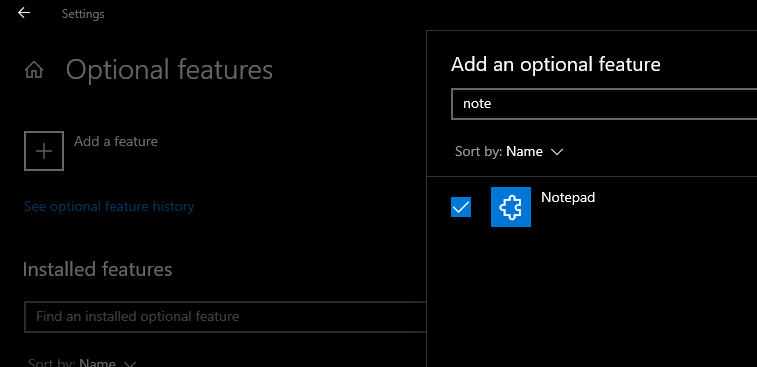 Settings
Optional features
Add a feature
See optional feature history
Installed features
Find an installed optional feature
Sort by: Name
Add an optional feature
note
Sort by: Name
Notepad